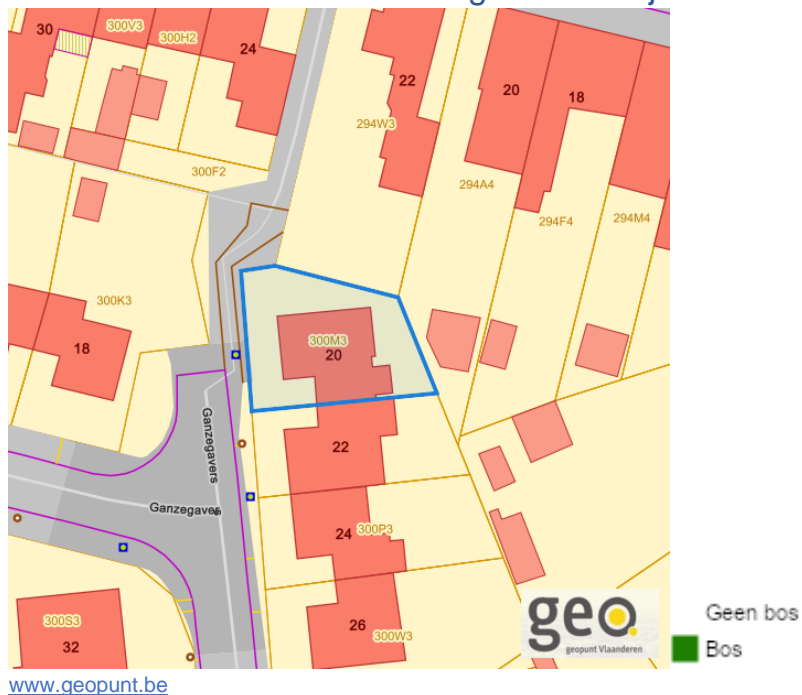 30
300V3
300H2
24
22
20
18
294W3
300F2
294A4
294F4
294M4
300K3
300M3
20
18
Ganzegavers
22
Ganzegavers
24 300P3
geo.
geopunt Vlaanderen
Geen bos
Bos
300S3
32
26
300W3
www.geopunt.be